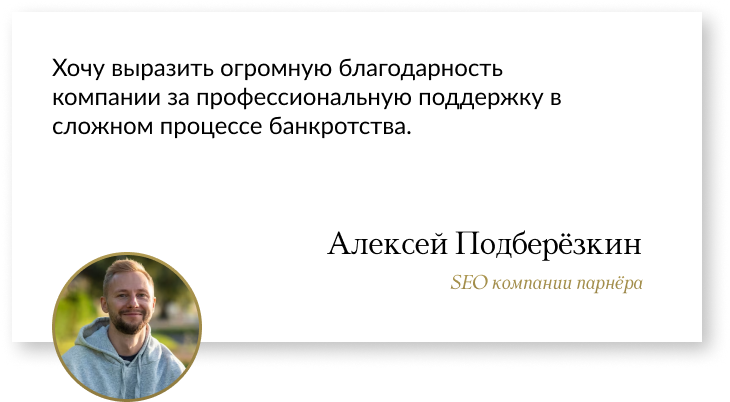 Хочу выразить огромную благодарность
компании за профессиональную поддержку в
сложном процессе банкротства.
Алексей Подберёзкин
SEO компании парнёра